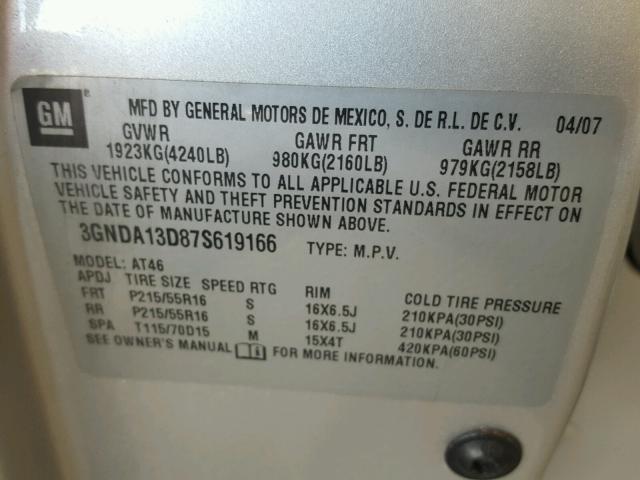 GM ®
MFD BY GENERAL MOTORS DE MEXICO, S. DE R.L. DE C.V. 04/07
GVWR GAWR FRT GAWR RR
1923KG(4240LB) 980KG(2160LB) 979KG(2158LB)
THIS VEHICLE CONFORMS TO ALL APPLICABLE U.S. FEDERAL MOTOR
VEHICLE SAFETY AND THEFT PREVENTION STANDARDS IN EFFECT ON
THE DATE OF MANUFACTURE SHOWN ABOVE.
3GNDA13D87S619166 TYPE: M.P.V.
MODEL: AT46
APDJ TIRE SIZE SPEED RTG RIM COLD TIRE PRESSURE
FRT P215/55R16 S 16X6.5J 210KPA(30PSI)
RR P215/55R16 S 16X6.5J 210KPA(30PSI)
SPA T115/70D15 M 15X4T 420KPA(60PSI)
SEE OWNER'S MANUAL FOR MORE INFORMATION.